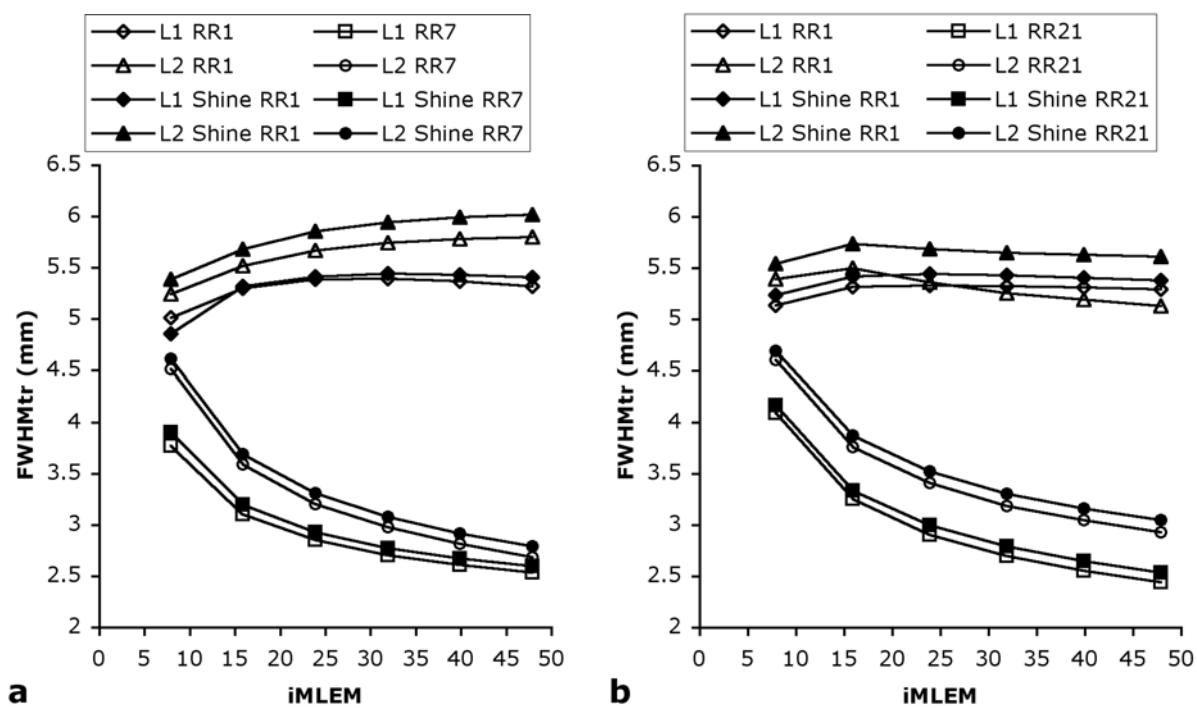 L1 RR1 L1 RR7
L2 RR1 L2 RR7
L1 Shine RR1 L1 Shine RR7
L2 Shine RR1 L2 Shine RR7
FWHMtr (mm)
6.5
6
5.5
5
4.5
4
3.5
3
2.5
2
0 5 10 15 20 25 30 35 40 45 50
iMLEM
a
L1 RR1 L1 RR21
L2 RR1 L2 RR21
L1 Shine RR1 L1 Shine RR21
L2 Shine RR1 L2 Shine RR21
FWHMtr (mm)
6.5
6
5.5
5
4.5
4
3.5
3
2.5
2
0 5 10 15 20 25 30 35 40 45 50
iMLEM
b